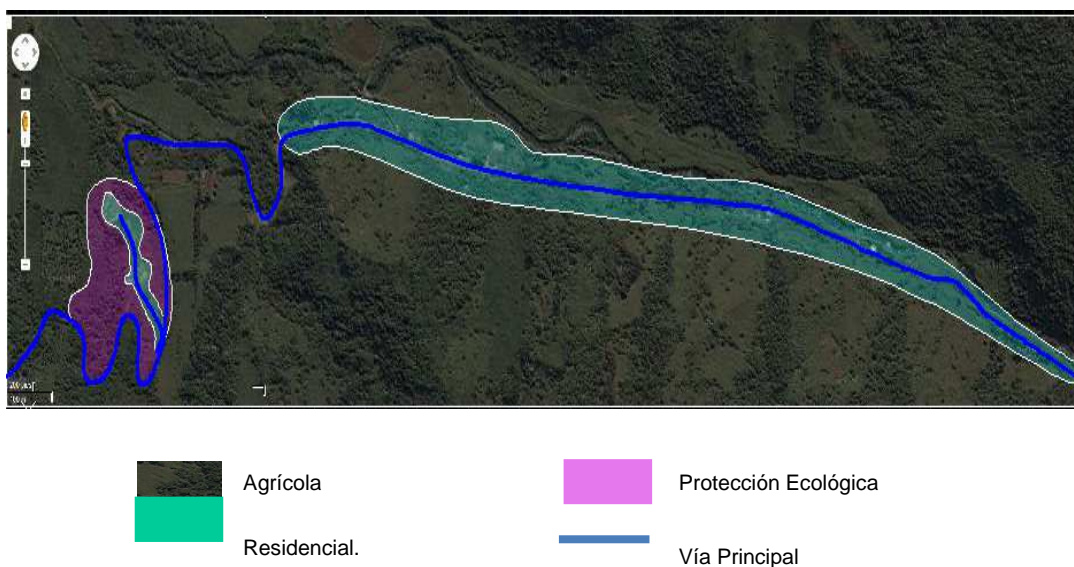 Agrícola
Protección Ecológica
Residencial.
Vía Principal